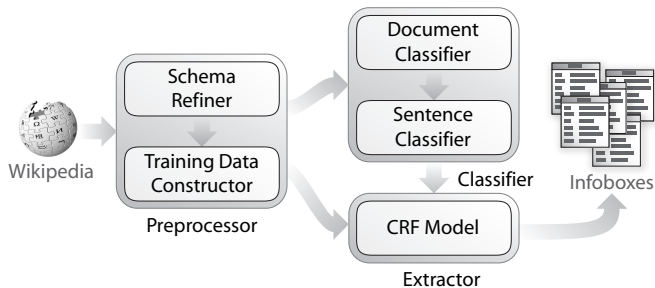 Wikipedia
Schema
Refiner
Training Data
Constructor
Preprocessor
Document
Classifier
Sentence
Classifier
Classifier
CRF Model
Extractor
Infoboxes